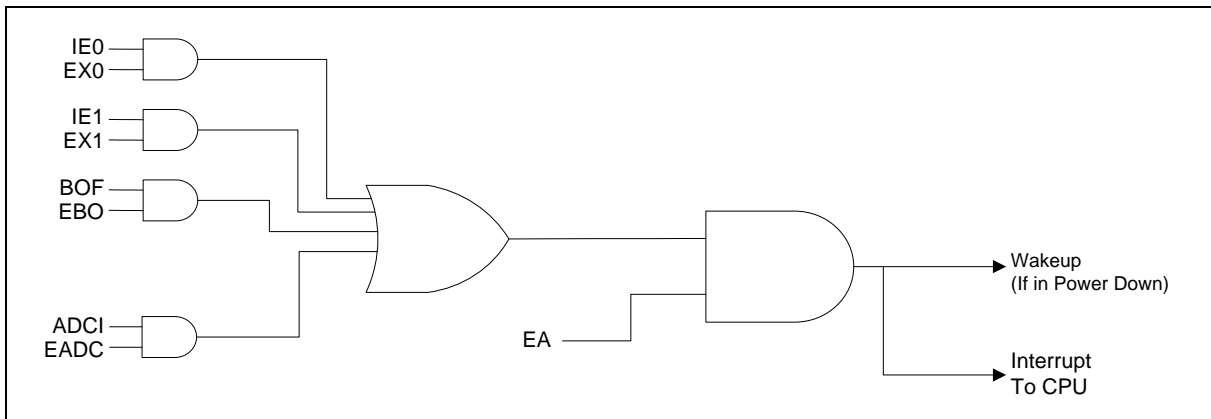 IE0
EX0
IE1
EX1
BOF
EBO
ADCI
EADC
EA
Wakeup
(If in Power Down)
Interrupt
To CPU